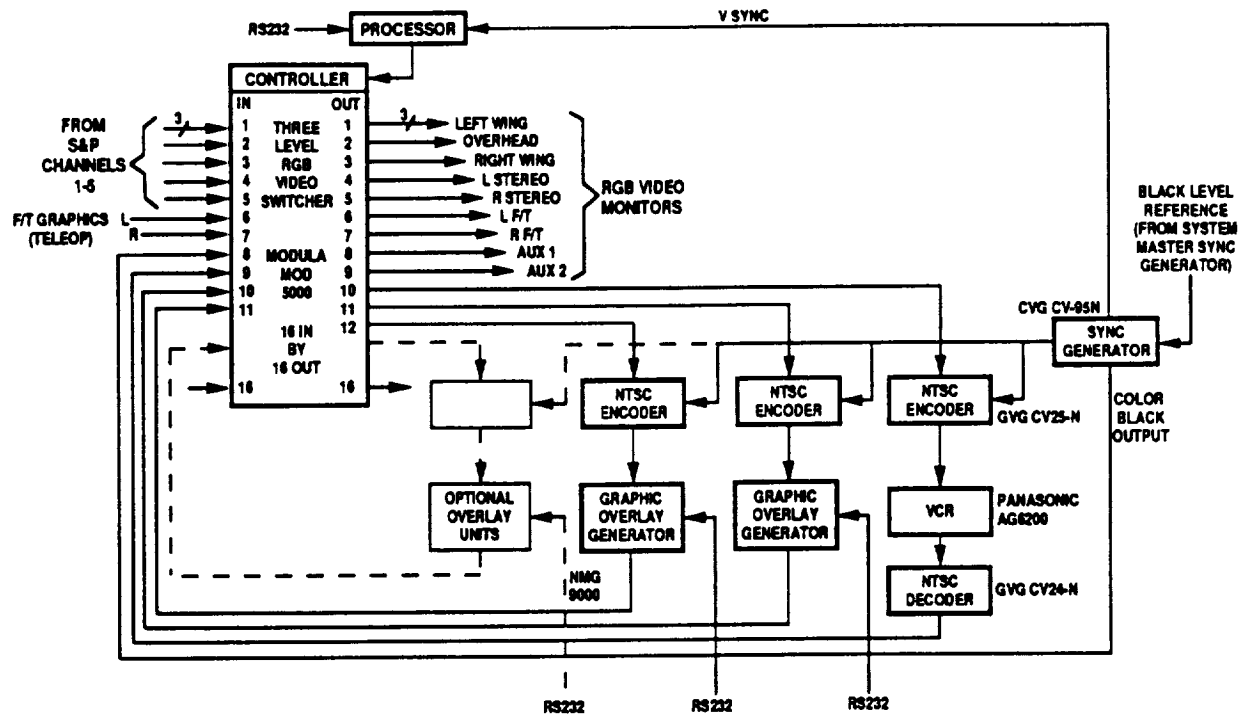 V SYNC
RS232
PROCESSOR
CONTROLLER
IN
OUT
FROM
S&P
CHANNELS
1-5
3
1 THREE 1
2 LEVEL 2
3 RGB 3
4 VIDEO 4
5 SWITCHER 5
6 6
7 7
8 MODULA 8
9 MOD 9
10 5000 10
11 11
16 IN 12
BY
16 OUT
16 16
F/T GRAPHICS L
(TELEOP) R
3
LEFT WING
OVERHEAD
RIGHT WING
L STEREO
R STEREO
L F/T
R F/T
AUX 1
AUX 2
RGB VIDEO
MONITORS
BLACK LEVEL
REFERENCE
(FROM SYSTEM
MASTER SYNC
GENERATOR)
CVG CV-95N
SYNC
GENERATOR
COLOR
BLACK
OUTPUT
NTSC
ENCODER
NTSC
ENCODER
NTSC
ENCODER
GVG CV25-N
OPTIONAL
OVERLAY
UNITS
GRAPHIC
OVERLAY
GENERATOR
GRAPHIC
OVERLAY
GENERATOR
VCR
PANASONIC
AG6200
NMG
9000
NTSC
DECODER
GVG CV24-N
RS232
RS232
RS232